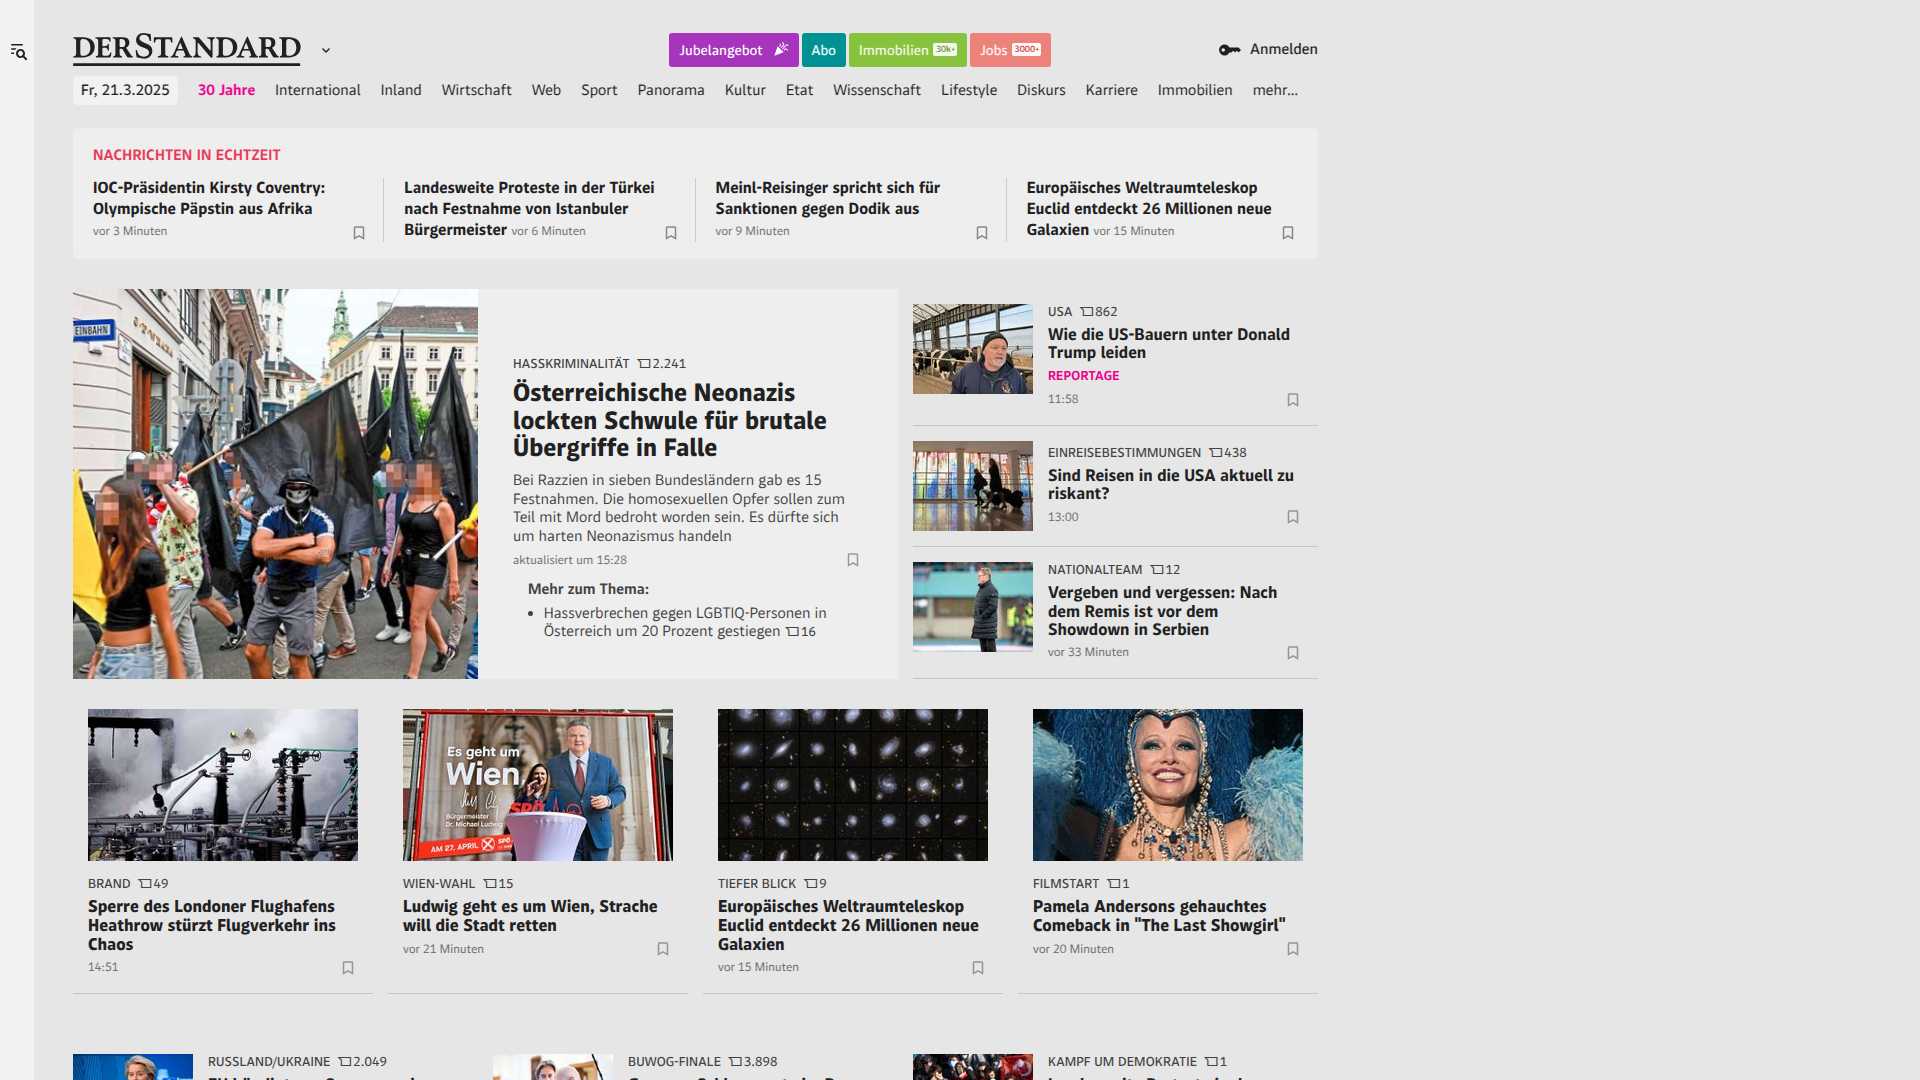 DERSTANDARD
Jubelangebot
Abo
Immobilien 30k+
Jobs 3000+
Anmelden
Fr, 21.3.2025
30 Jahre
International
Inland
Wirtschaft
Web
Sport
Panorama
Kultur
Etat
Wissenschaft
Lifestyle
Diskurs
Karriere
Immobilien
mehr...
NACHRICHTEN IN ECHTZEIT
IOC-Präsidentin Kirsty Coventry:
Olympische Päpstin aus Afrika
vor 3 Minuten
Landesweite Proteste in der Türkei
nach Festnahme von Istanbuler
Bürgermeister vor 6 Minuten
Meinl-Reisinger spricht sich für
Sanktionen gegen Dodik aus
vor 9 Minuten
Europäisches Weltraumteleskop
Euclid entdeckt 26 Millionen neue
Galaxien vor 15 Minuten
EINBAHN
HASSKRIMINALITÄT 2.241
Österreichische Neonazis
lockten Schwule für brutale
Übergriffe in Falle
Bei Razzien in sieben Bundesländern gab es 15
Festnahmen. Die homosexuellen Opfer sollen zum
Teil mit Mord bedroht worden sein. Es dürfte sich
um harten Neonazismus handeln
aktualisiert um 15:28
Mehr zum Thema:
• Hassverbrechen gegen LGBTIQ-Personen in
Österreich um 20 Prozent gestiegen 16
USA 862
Wie die US-Bauern unter Donald
Trump leiden
REPORTAGE
11:58
EINREISEBESTIMMUNGEN 438
Sind Reisen in die USA aktuell zu
riskant?
13:00
NATIONALTEAM 12
Vergeben und vergessen: Nach
dem Remis ist vor dem
Showdown in Serbien
vor 33 Minuten
BRAND 49
Sperre des Londoner Flughafens
Heathrow stürzt Flugverkehr ins
Chaos
14:51
Es geht um
Wien
SPÖ
Bürgermeister
Dr. Michael Ludwig
AM 27. APRIL SPÖ
WIEN-WAHL 15
Ludwig geht es um Wien, Strache
will die Stadt retten
vor 21 Minuten
TIEFER BLICK 9
Europäisches Weltraumteleskop
Euclid entdeckt 26 Millionen neue
Galaxien
vor 15 Minuten
FILMSTART 1
Pamela Andersons gehauchtes
Comeback in "The Last Showgirl"
vor 20 Minuten
RUSSLAND/UKRAINE 2.049
BUWOG-FINALE 3.898
KAMPF UM DEMOKRATIE 1